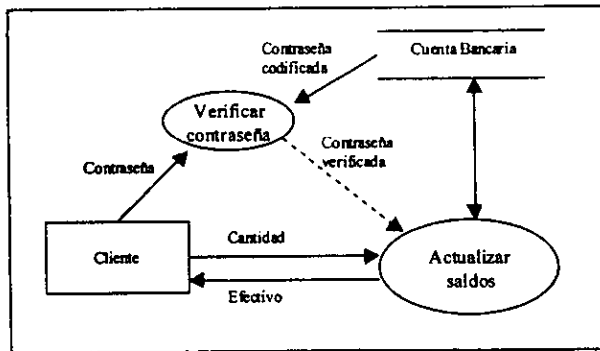 Contraseña
codificada
Cuenta Bancaria
Verificar
contraseña
Contraseña
verificada
Contraseña
Cliente
Cantidad
Efectivo
Actualizar
saldos